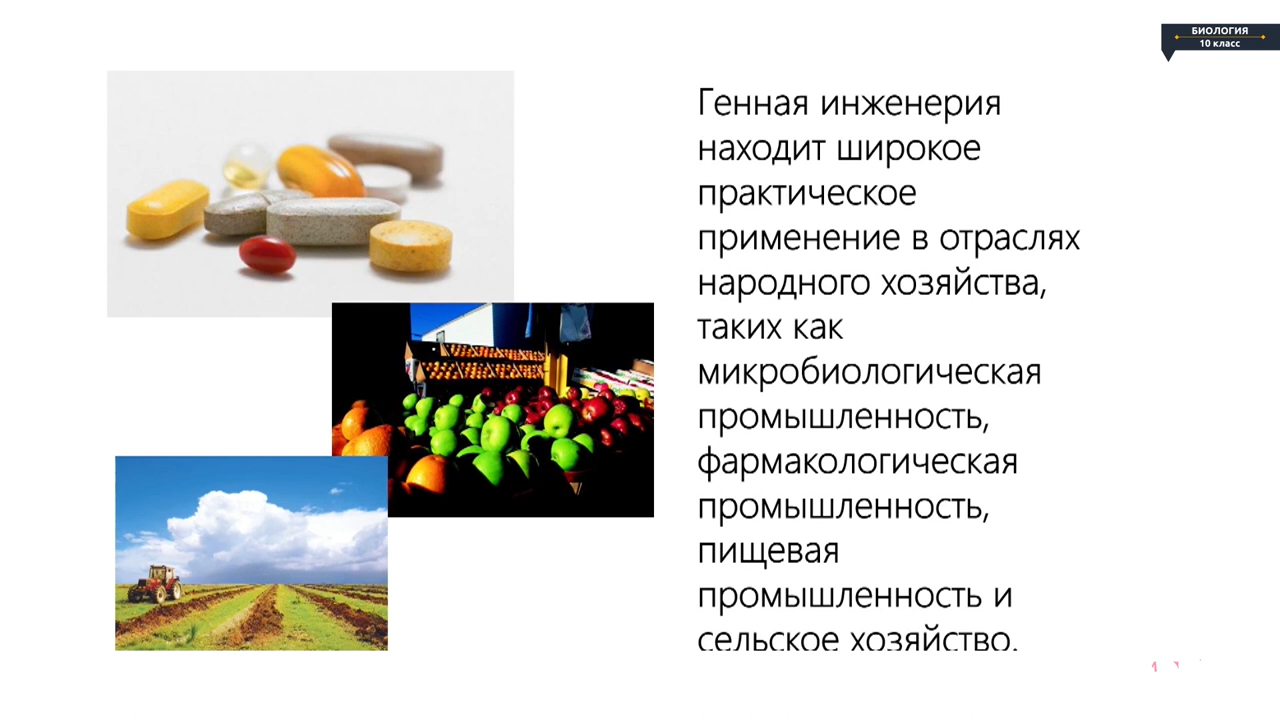 БИОЛОГИЯ
10 класс
Генная инженерия
находит широкое
практическое
применение в отраслях
народного хозяйства,
таких как
микробиологическая
промышленность,
фармакологическая
промышленность,
пищевая
промышленность и
сельское хозяйство.